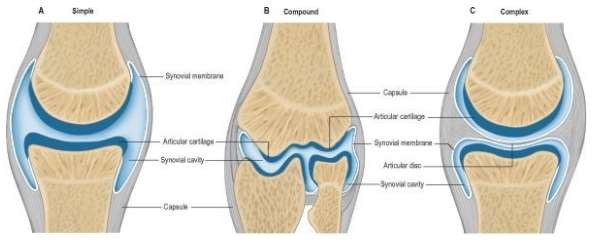 A Simple
B Compound
C Complex
Synovial membrane
Articular cartilage
Synovial cavity
Capsule
Capsule
Articular cartilage
Synovial membrane
Articular disc
Synovial cavity